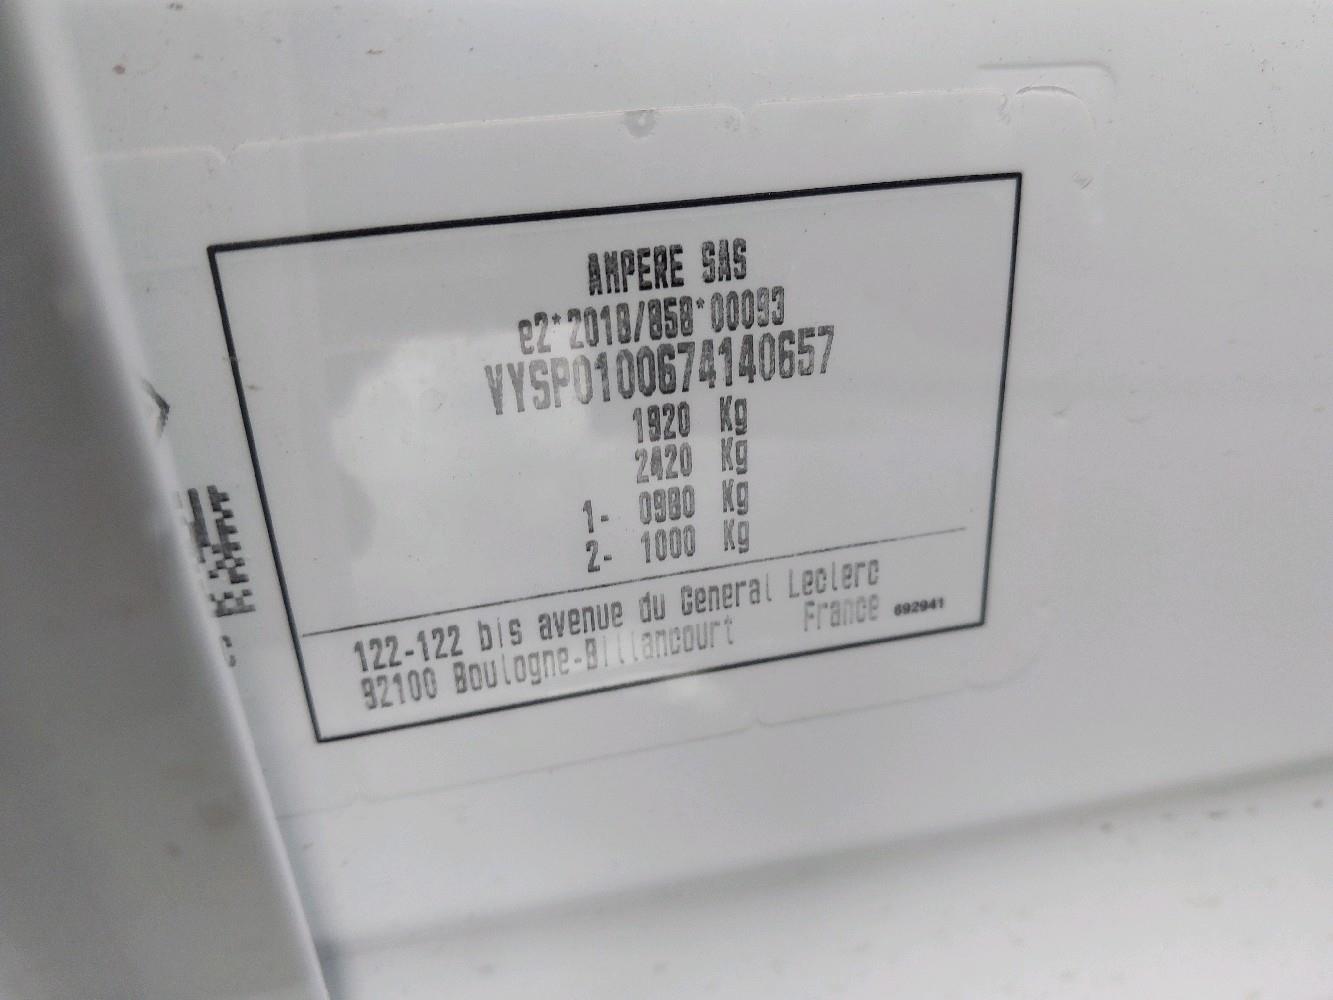 AMPERE SAS
e2*2018/858*00093
VYSP0100674140657
1920 Kg
2420 Kg
1- 0980 Kg
2- 1000 Kg
122-122 bis avenue du General Leclerc
92100 Boulogne-Billancourt France
692941